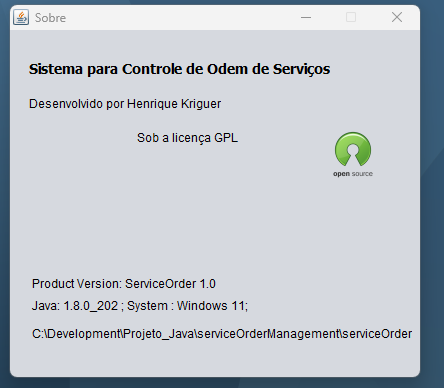 Sobre
Sistema para Controle de Odem de Serviços
Desenvolvido por Henrique Kriguer
Sob a licença GPL
open source
Product Version: ServiceOrder 1.0
Java: 1.8.0_202 ; System : Windows 11;
C:\Development\Projeto_Java\serviceOrderManagement\serviceOrder